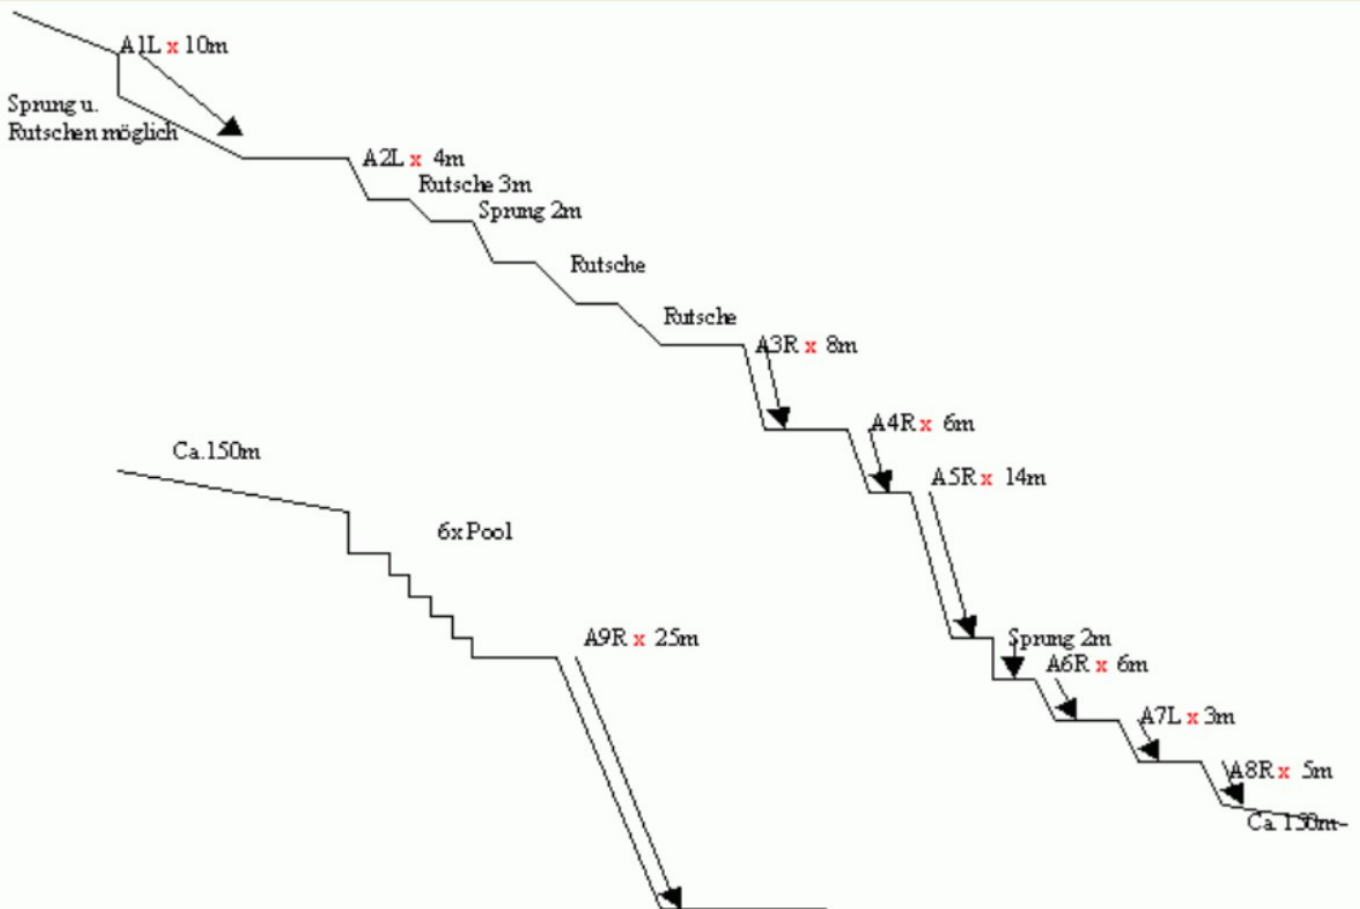 A1L x 10m
Sprung u.
Rutschen möglich
A2L x 4m
Rutsche 3m
Sprung 2m
Rutsche
Rutsche
A3R x 8m
A4R x 6m
A5R x 14m
Sprung 2m
A6R x 6m
A7L x 3m
A8R x 5m
Ca. 150m
Ca.150m
6x Pool
A9R x 25m